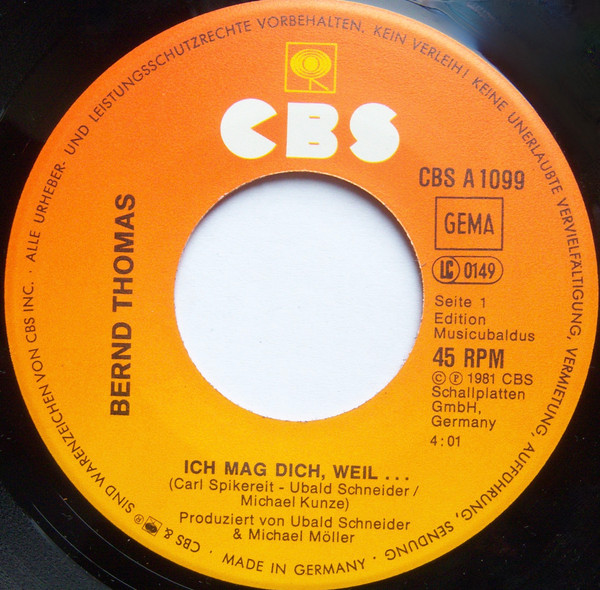 ALLE URHEBER- UND LEISTUNGSSCHUTZRECHTE VORBEHALTEN. KEIN VERLEIH! KEINE UNERLAUBTE VERVIELFÄLTIGUNG, VERMIETUNG, AUFFÜHRUNG, SENDUNG
CBS
CBS A 1099
GEMA
LC 0149
BERND THOMAS
Seite 1
Edition
Musicubaldus
45 RPM
© ℗ 1981 CBS
Schallplatten
GmbH,
Germany
4:01
ICH MAG DICH, WEIL ...
(Carl Spikereit - Ubald Schneider /
Michael Kunze)
Produziert von Ubald Schneider
& Michael Möller
· CBS & ® SIND WARENZEICHEN VON CBS INC. ·
MADE IN GERMANY ·